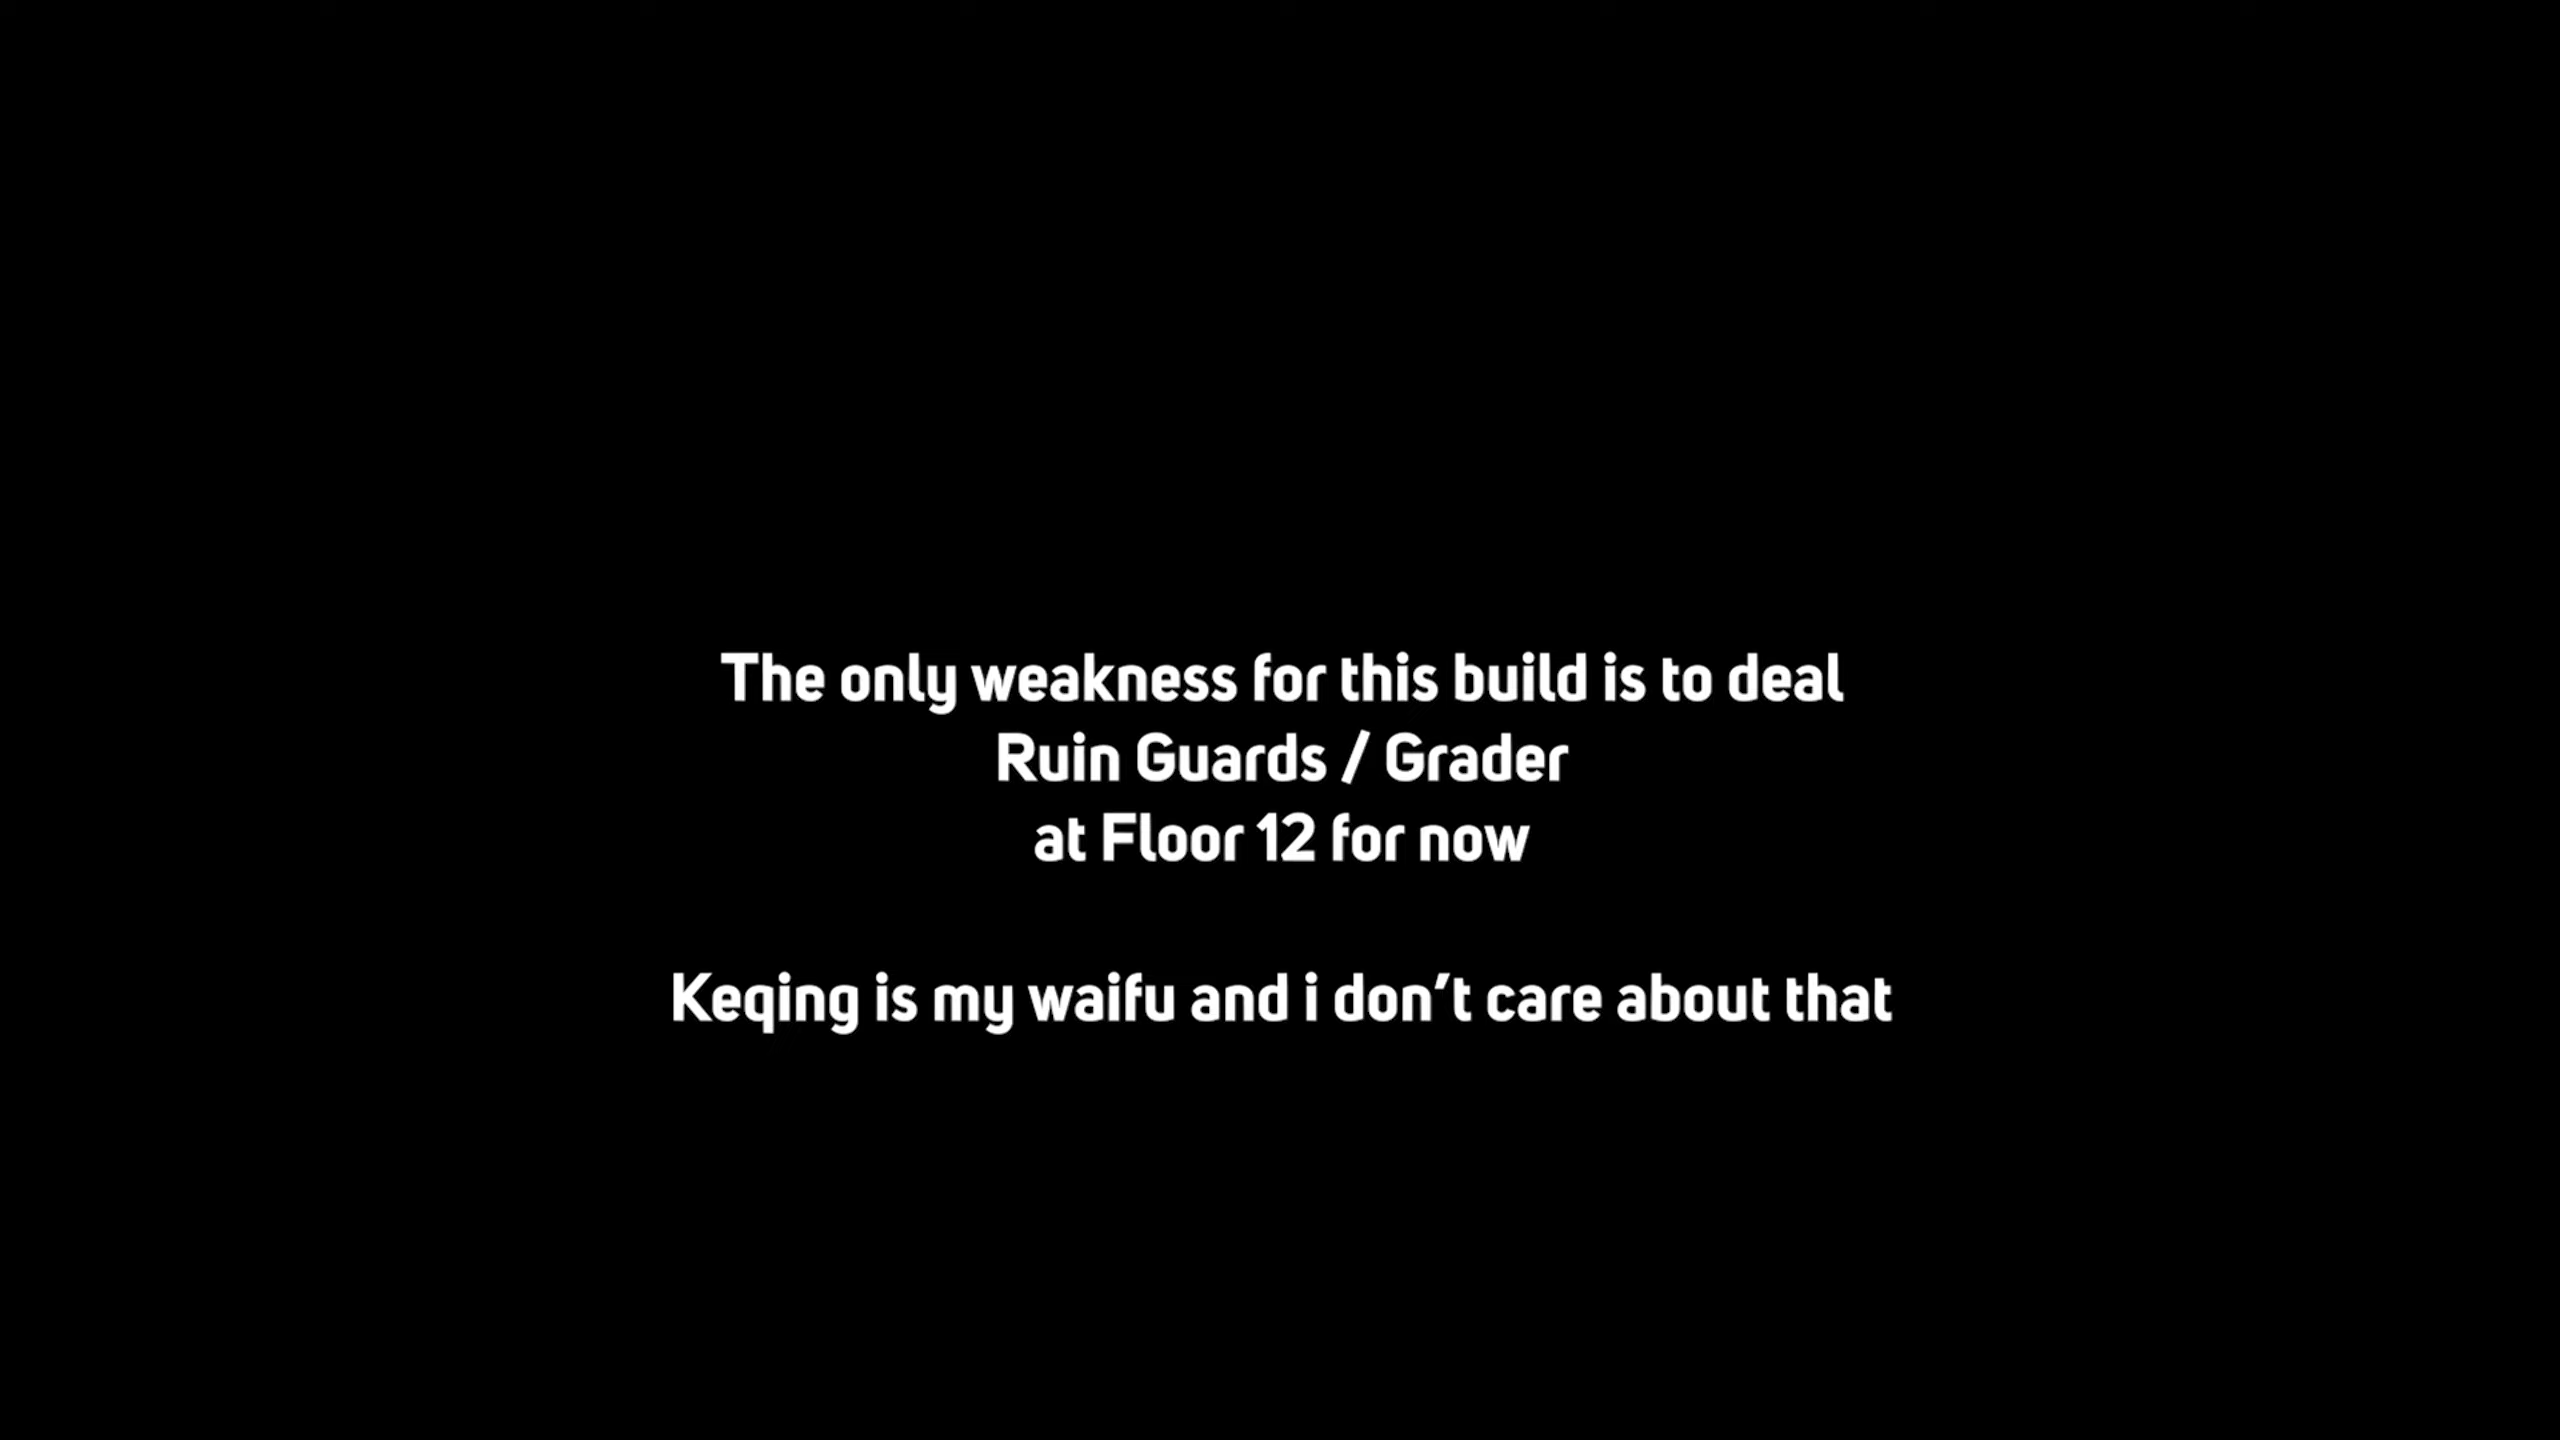 The only weakness for this build is to deal
Ruin Guards / Grader
at Floor 12 for now
Keqing is my waifu and i don’t care about that